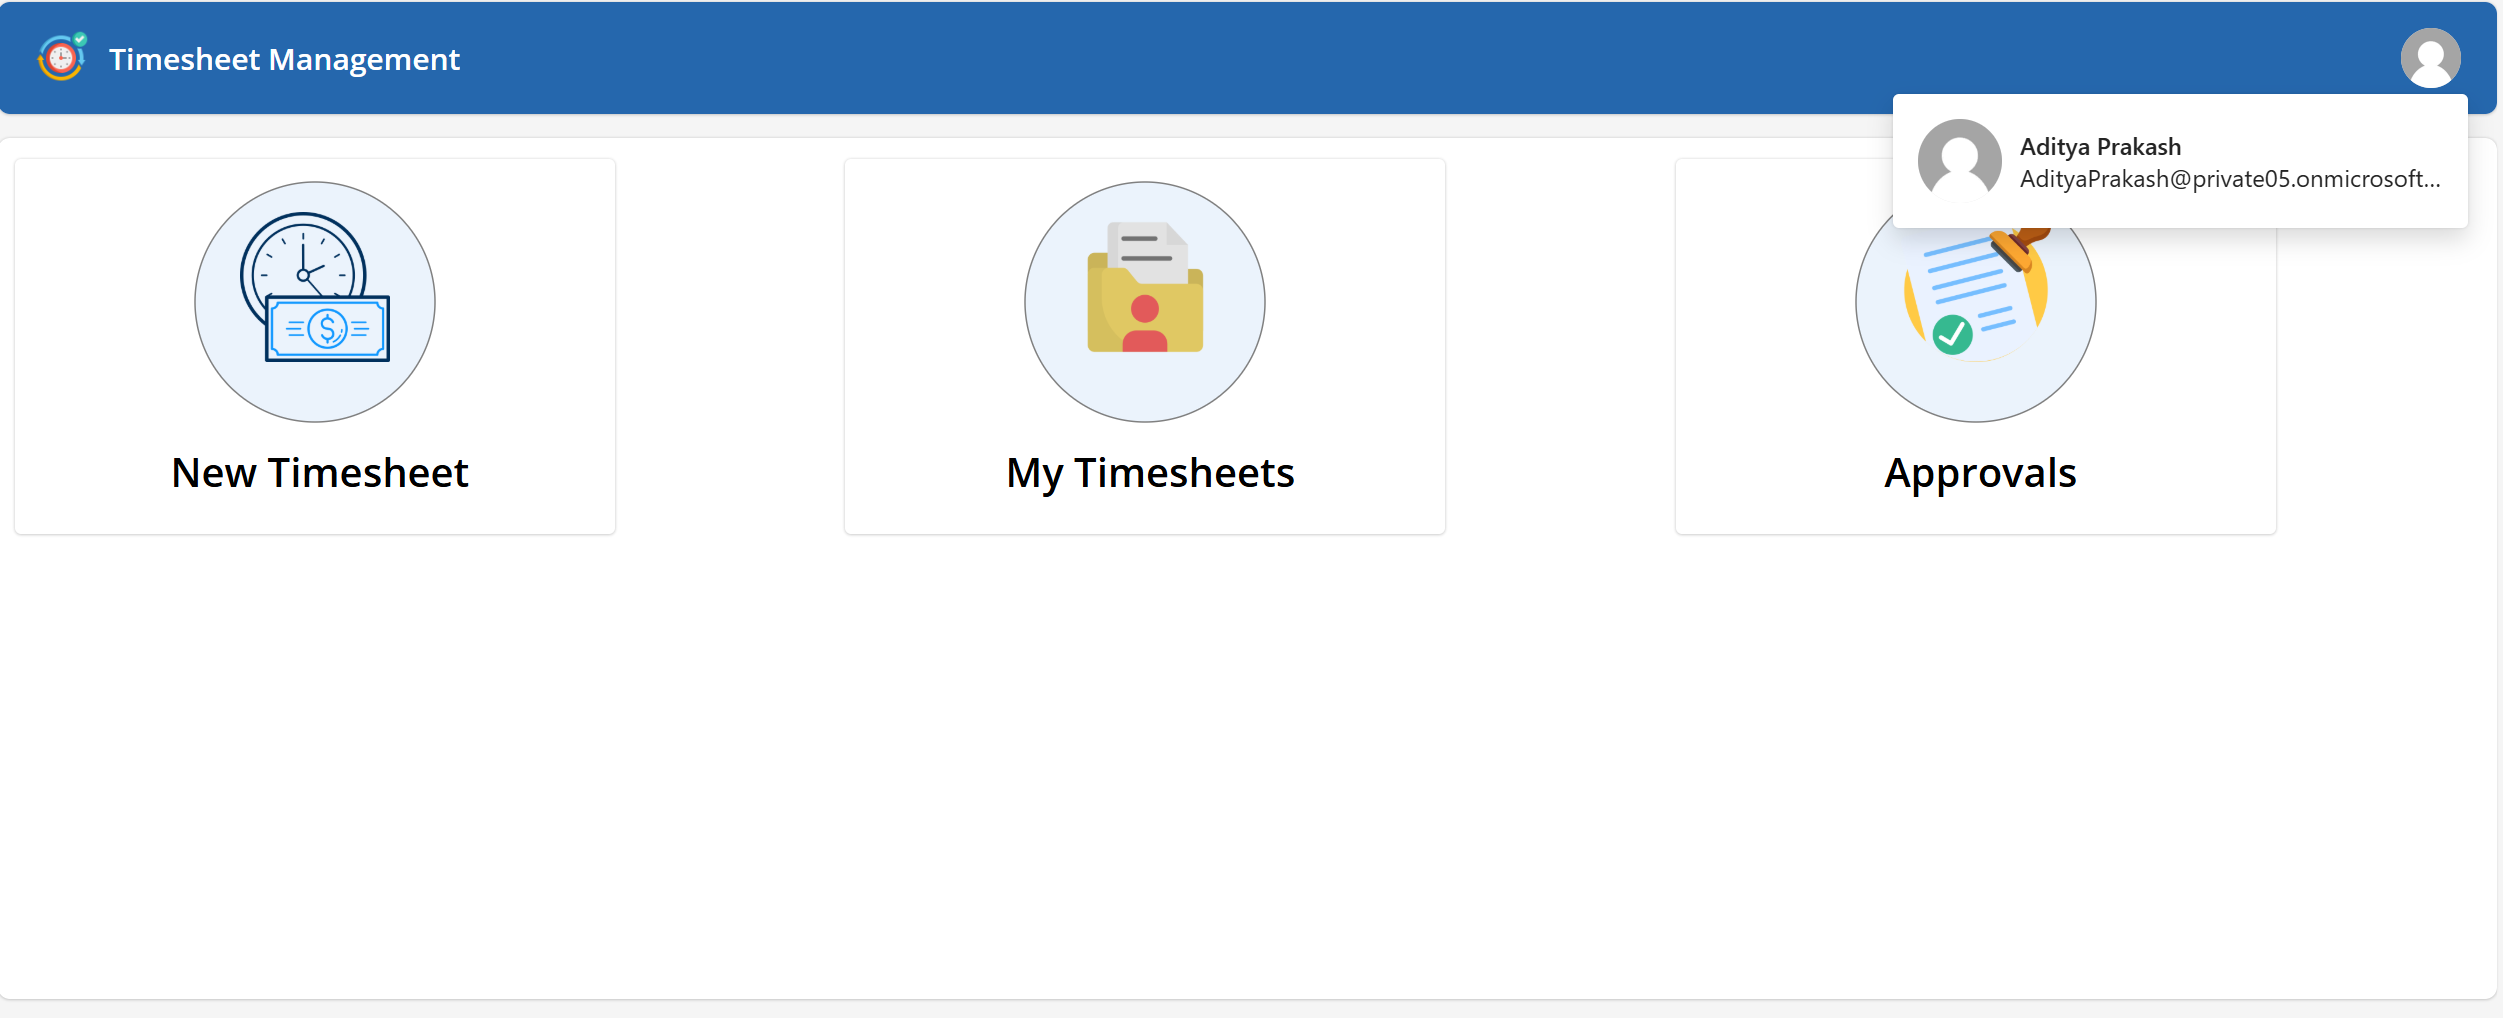 Timesheet Management
Aditya Prakash
AdityaPrakash@private05.onmicrosoft...
$
New Timesheet
My Timesheets
Approvals